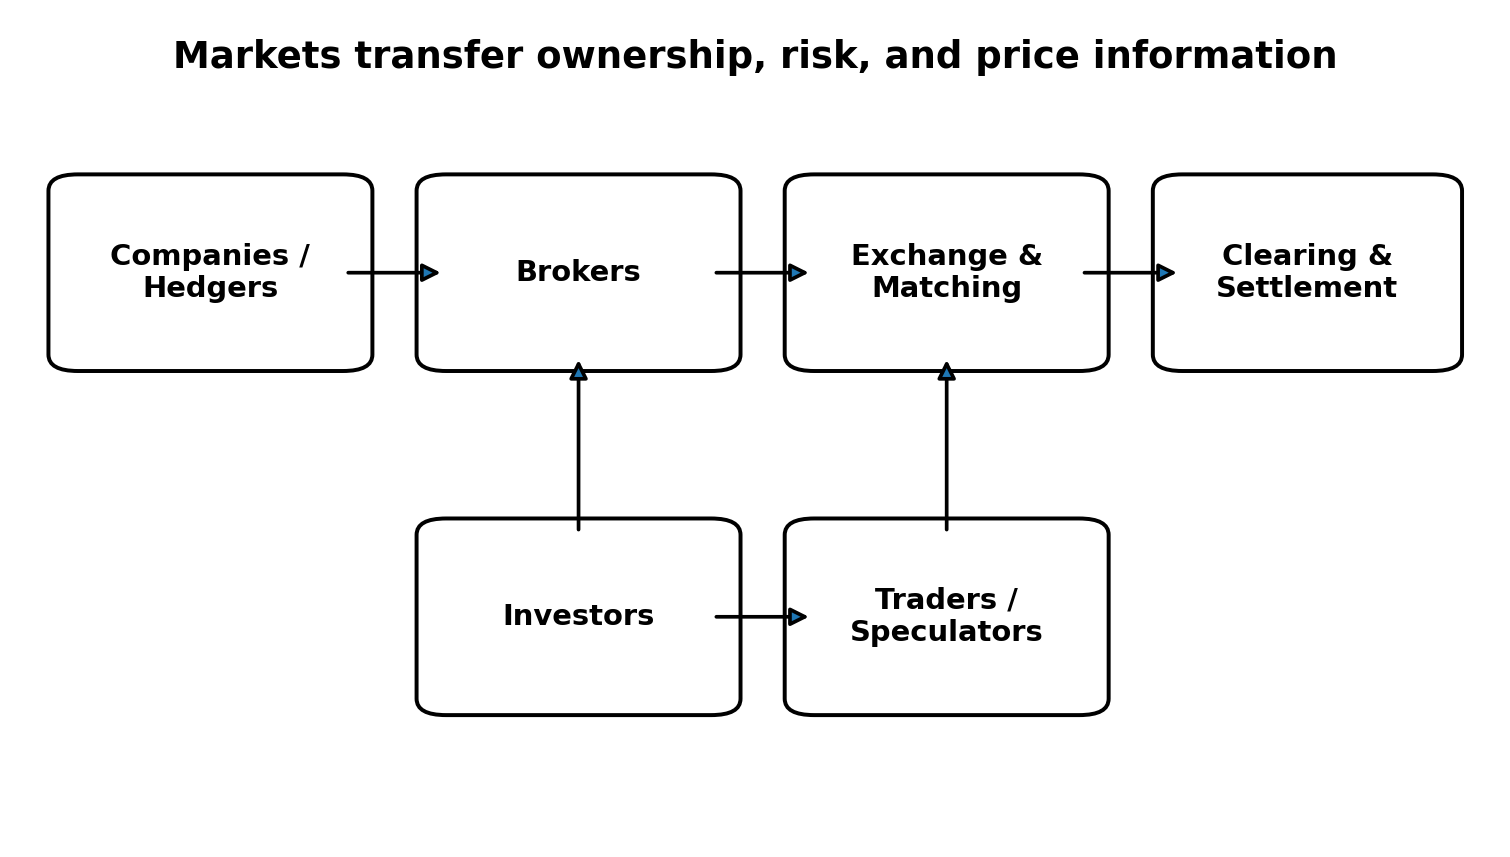 Markets transfer ownership, risk, and price information
Companies /
Hedgers
Brokers
Exchange &
Matching
Clearing &
Settlement
Investors
Traders /
Speculators